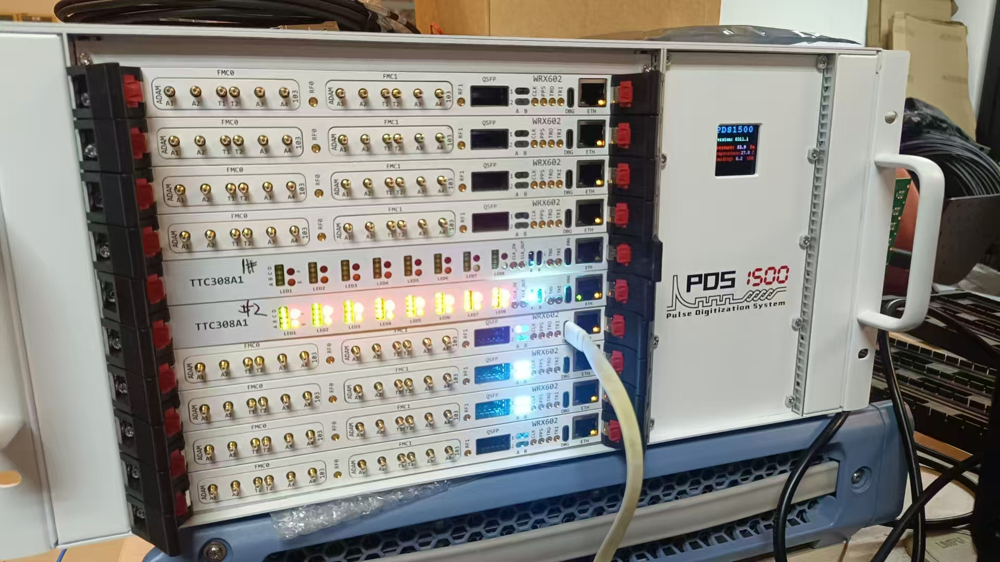 FMC0
ADAM A1 A2 T1 T2 A3 A4 103
RF0
FMC1
ADAM A1 A2 T1 T2 A3 A4 103
RF1
QSFP
1
2
A B
WRX602
CLK PPS TRO TRI
DBG
ETH
FMC0
ADAM A1 A2 T1 T2 A3 A4 103
RF0
FMC1
ADAM A1 A2 T1 T2 A3 A4 103
RF1
QSFP
1
2
A B
WRX602
CLK PPS TRO TRI
DBG
ETH
FMC0
ADAM A1 A2 T1 T2 A3 A4 103
RF0
FMC1
ADAM A1 A2 T1 T2 A3 A4 103
RF1
QSFP
1
2
A B
WRX602
CLK PPS TRO TRI
DBG
ETH
FMC0
ADAM A1 A2 T1 T2 A3 A4 103
RF0
FMC1
ADAM A1 A2 T1 T2 A3 A4 103
RF1
QSFP
1
2
A B
WRX602
CLK PPS TRO TRI
DBG
ETH
1#
TTC308A1
A B C D
E F
LED1 LED2 LED3 LED4 LED5 LED6 LED7 LED8
CLK_IN CLK_OUT
A B
TRO TRI
DBG
ETH
#2
TTC308A1
A B C D
E F
LED1 LED2 LED3 LED4 LED5 LED6 LED7 LED8
CLK_IN CLK_OUT
A B
TRO TRI
DBG
ETH
FMC0
ADAM A1 A2 T1 T2 A3 A4 103
RF0
FMC1
ADAM A1 A2 T1 T2 A3 A4 103
RF1
QSFP
1
2
A B
WRX602
CLK PPS TRO TRI
FMC0
ADAM A1 A2 T1 T2 A3 A4 103
RF0
FMC1
ADAM A1 A2 T1 T2 A3 A4 103
RF1
QSFP
WRX602
CLK PPS TRO TRI
DBG
ETH
FMC0
ADAM A1 A2 T1 T2 A3 A4 103
RF0
FMC1
ADAM A1 A2 T1 T2 A3 A4 103
RF1
QSFP
WRX602
CLK PPS TRO TRI
DBG
ETH
FMC0
ADAM A1 A2 T1 T2 A3 A4 103
RF0
FMC1
ADAM A1 A2 T1 T2 A3 A4 103
RF1
QSFP
1
2
A B
WRX602
CLK PPS TRO TRI
DBG
ETH
PDS1500
ersion: 0311.1
essure: 53.9 Pa
mperature: 27.0 C
midity: 6.2
PDS 1500
Pulse Digitization System